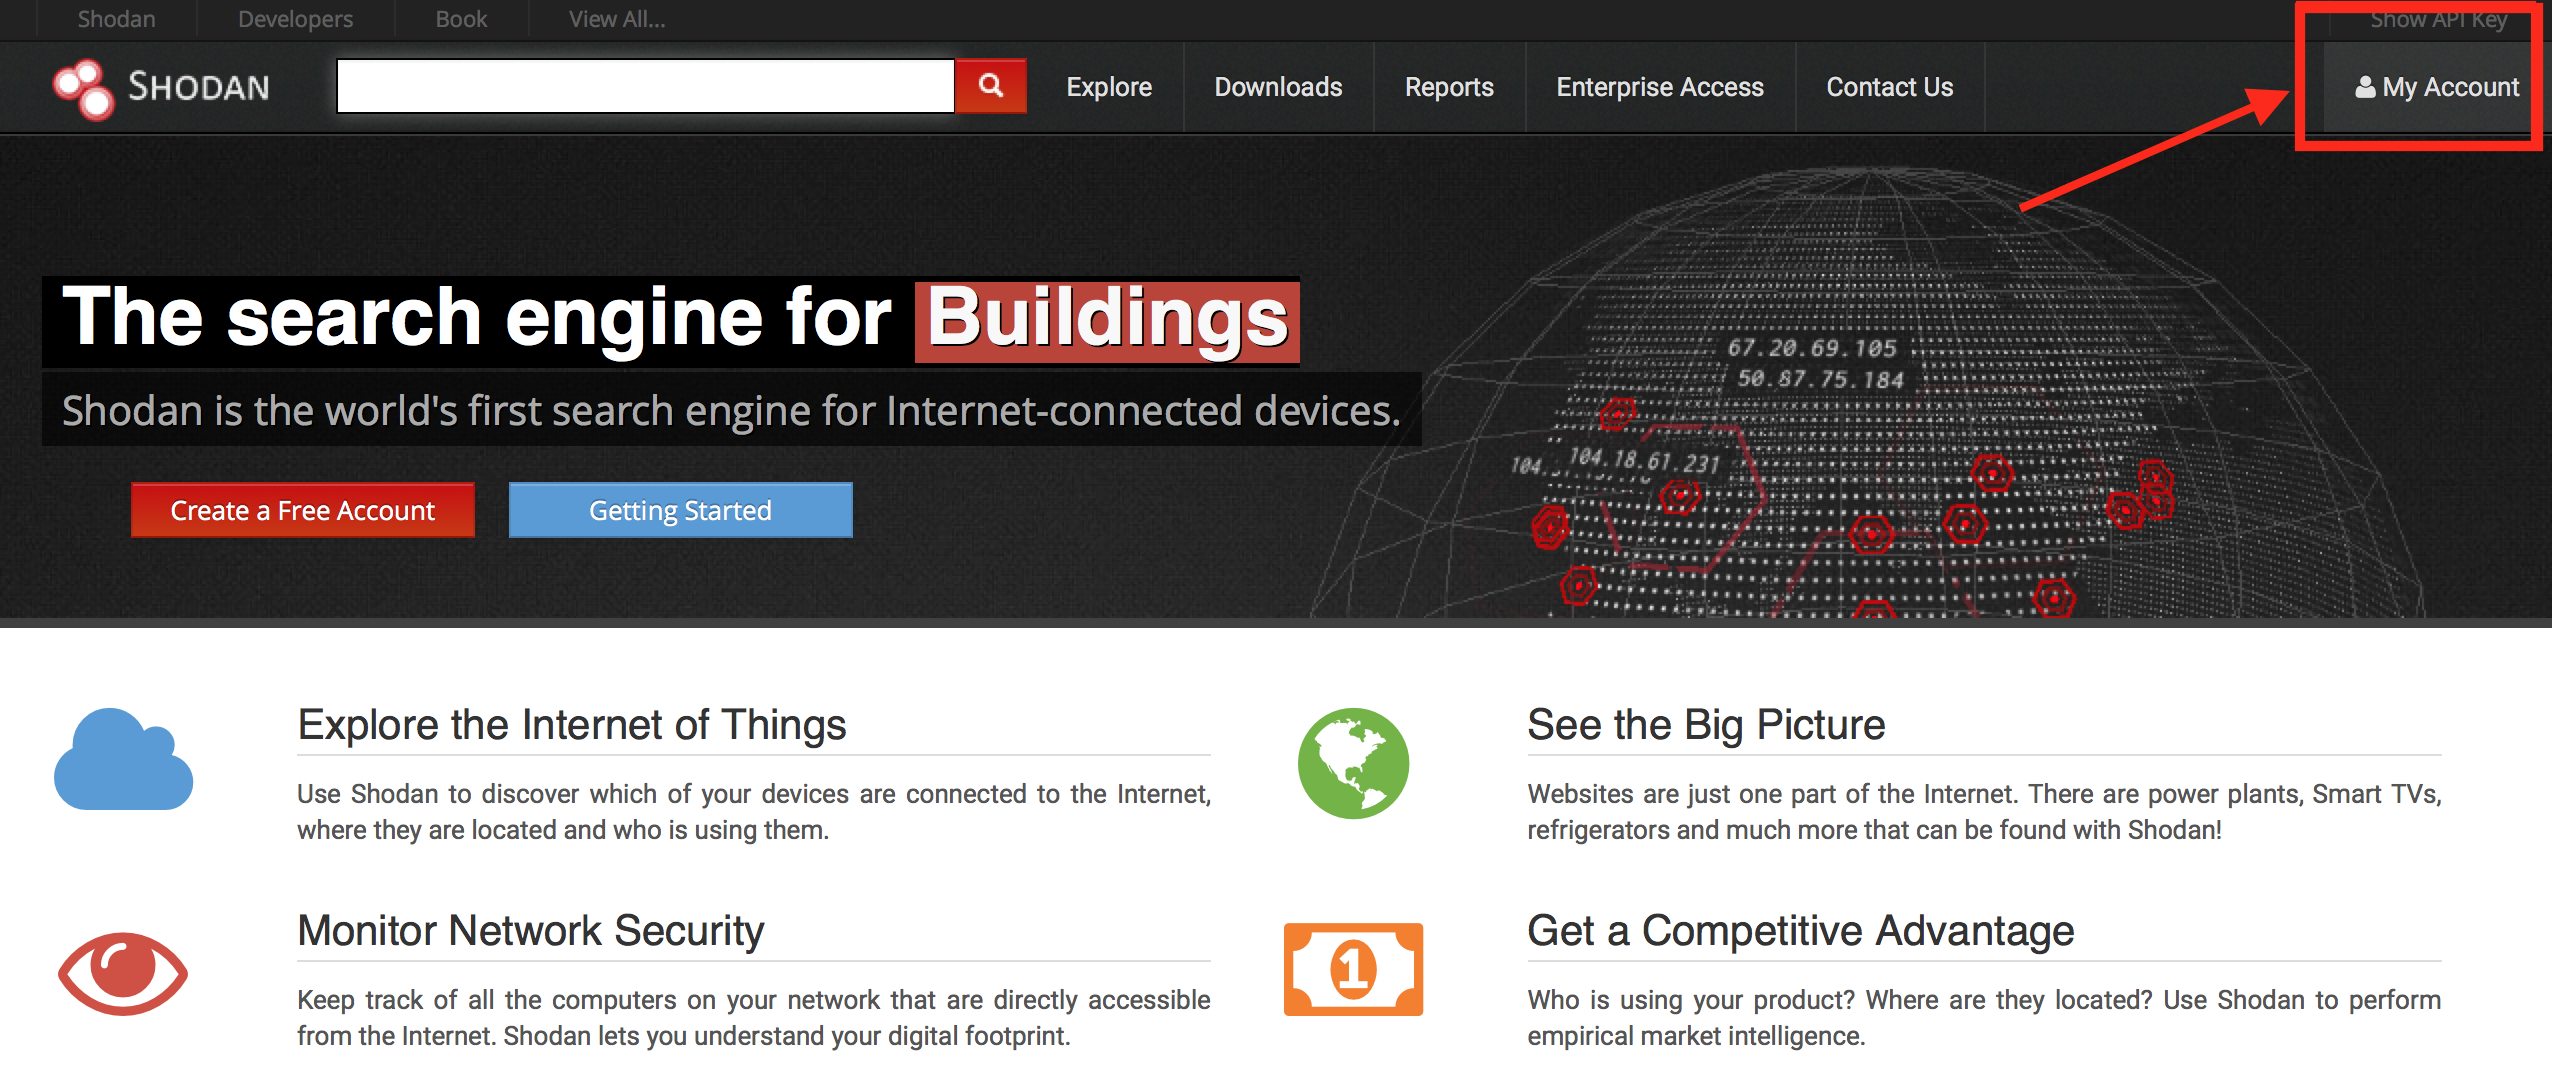 Shodan
Developers
Book
View All...
Show API Key
SHODAN
Explore
Downloads
Reports
Enterprise Access
Contact Us
My Account
The search engine for Buildings
Shodan is the world's first search engine for Internet-connected devices.
Create a Free Account
Getting Started
67.20.69.105
50.87.75.184
104.18.61.231
Explore the Internet of Things
Use Shodan to discover which of your devices are connected to the Internet,
where they are located and who is using them.
See the Big Picture
Websites are just one part of the Internet. There are power plants, Smart TVs,
refrigerators and much more that can be found with Shodan!
Monitor Network Security
Keep track of all the computers on your network that are directly accessible
from the Internet. Shodan lets you understand your digital footprint.
1
Get a Competitive Advantage
Who is using your product? Where are they located? Use Shodan to perform
empirical market intelligence.